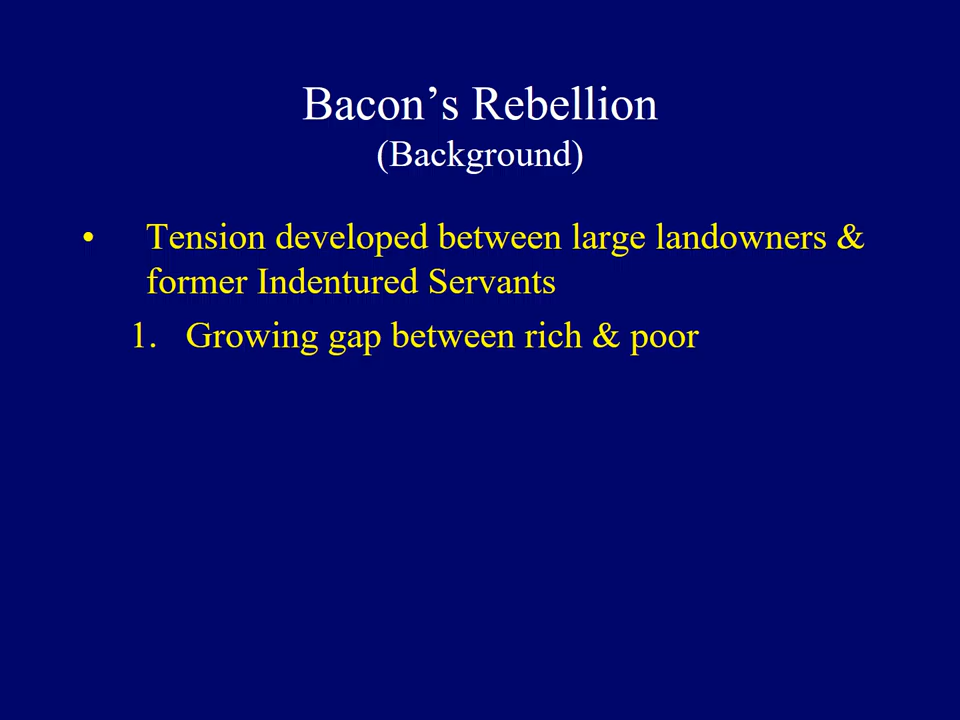 Bacon’s Rebellion
(Background)
• Tension developed between large landowners &
former Indentured Servants
1. Growing gap between rich & poor